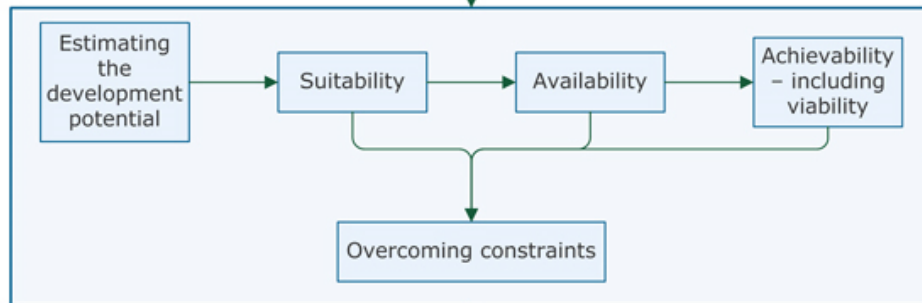 Estimating
the
development
potential
Suitability
Availability
Achievability
– including
viability
Overcoming constraints